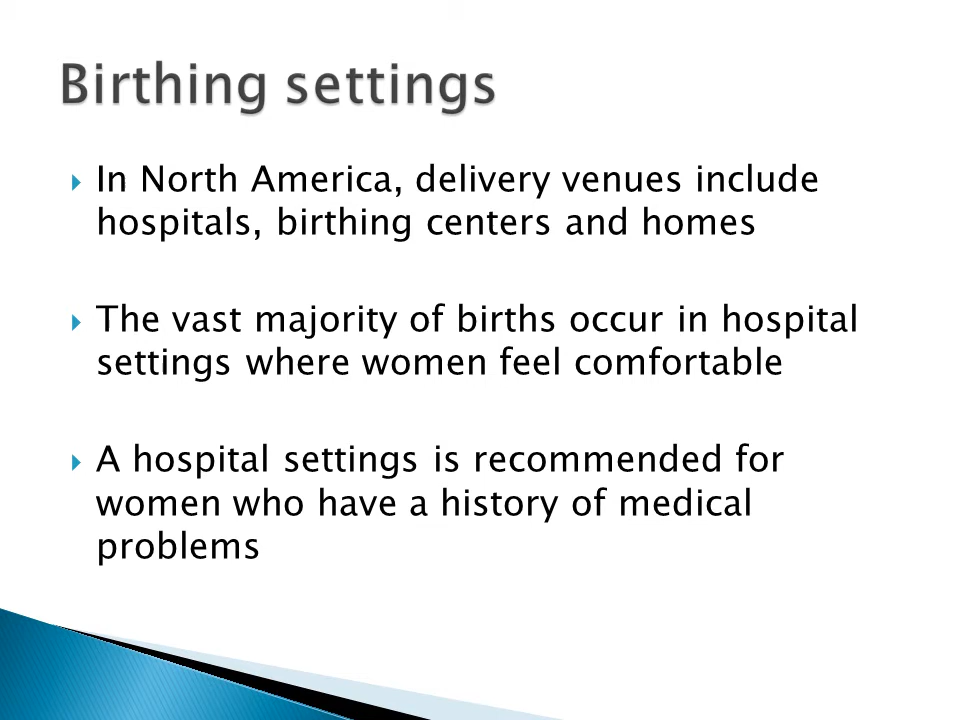 Birthing settings
In North America, delivery venues include
hospitals, birthing centers and homes
The vast majority of births occur in hospital
settings where women feel comfortable
A hospital settings is recommended for
women who have a history of medical
problems